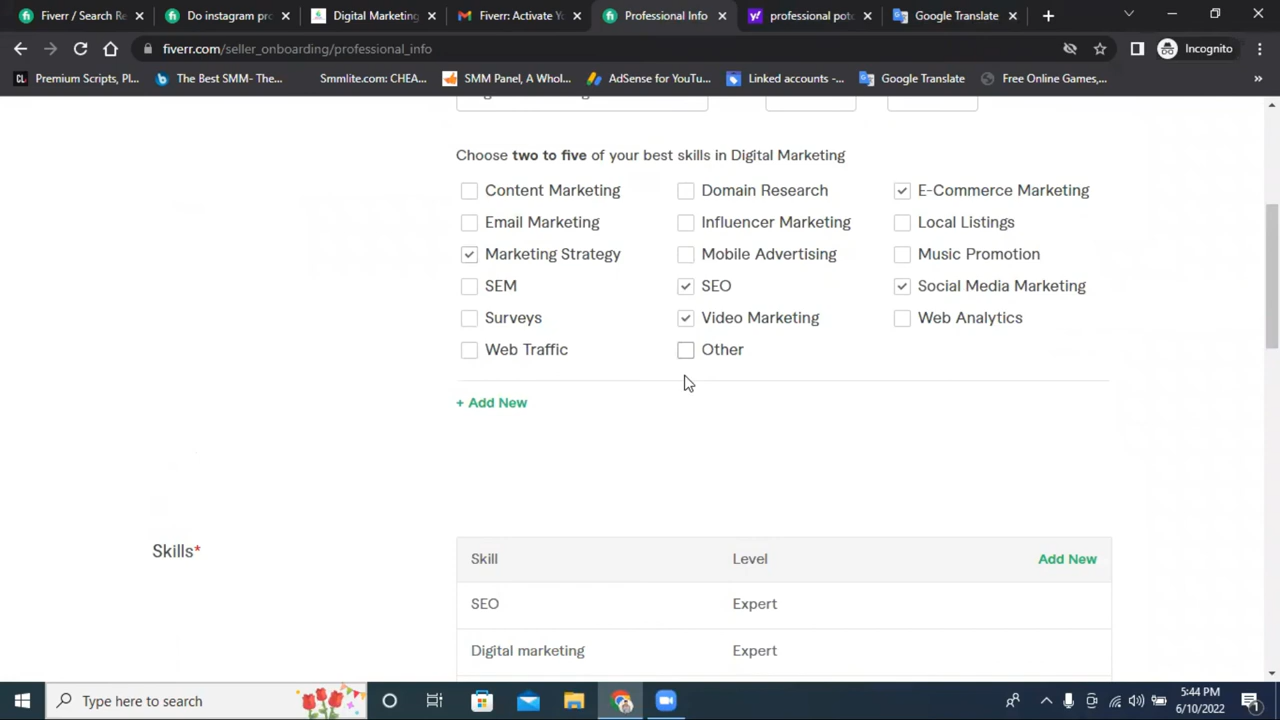 Fiverr / Search Re
Do instagram pro
Digital Marketing
Fiverr: Activate Yo
Professional Info
professional pot
Google Translate
fiverr.com/seller_onboarding/professional_info
Incognito
Premium Scripts, Pl...
The Best SMM- The...
Smmlite.com: CHEA...
SMM Panel, A Whol...
AdSense for YouTu...
Linked accounts -...
Google Translate
Free Online Games,...
»
Choose two to five of your best skills in Digital Marketing
Content Marketing
Domain Research
E-Commerce Marketing
Email Marketing
Influencer Marketing
Local Listings
Marketing Strategy
Mobile Advertising
Music Promotion
SEM
SEO
Social Media Marketing
Surveys
Video Marketing
Web Analytics
Web Traffic
Other
+ Add New
Skills*
Skill
Level
Add New
SEO
Expert
Digital marketing
Expert
Type here to search
5:44 PM
6/10/2022
1